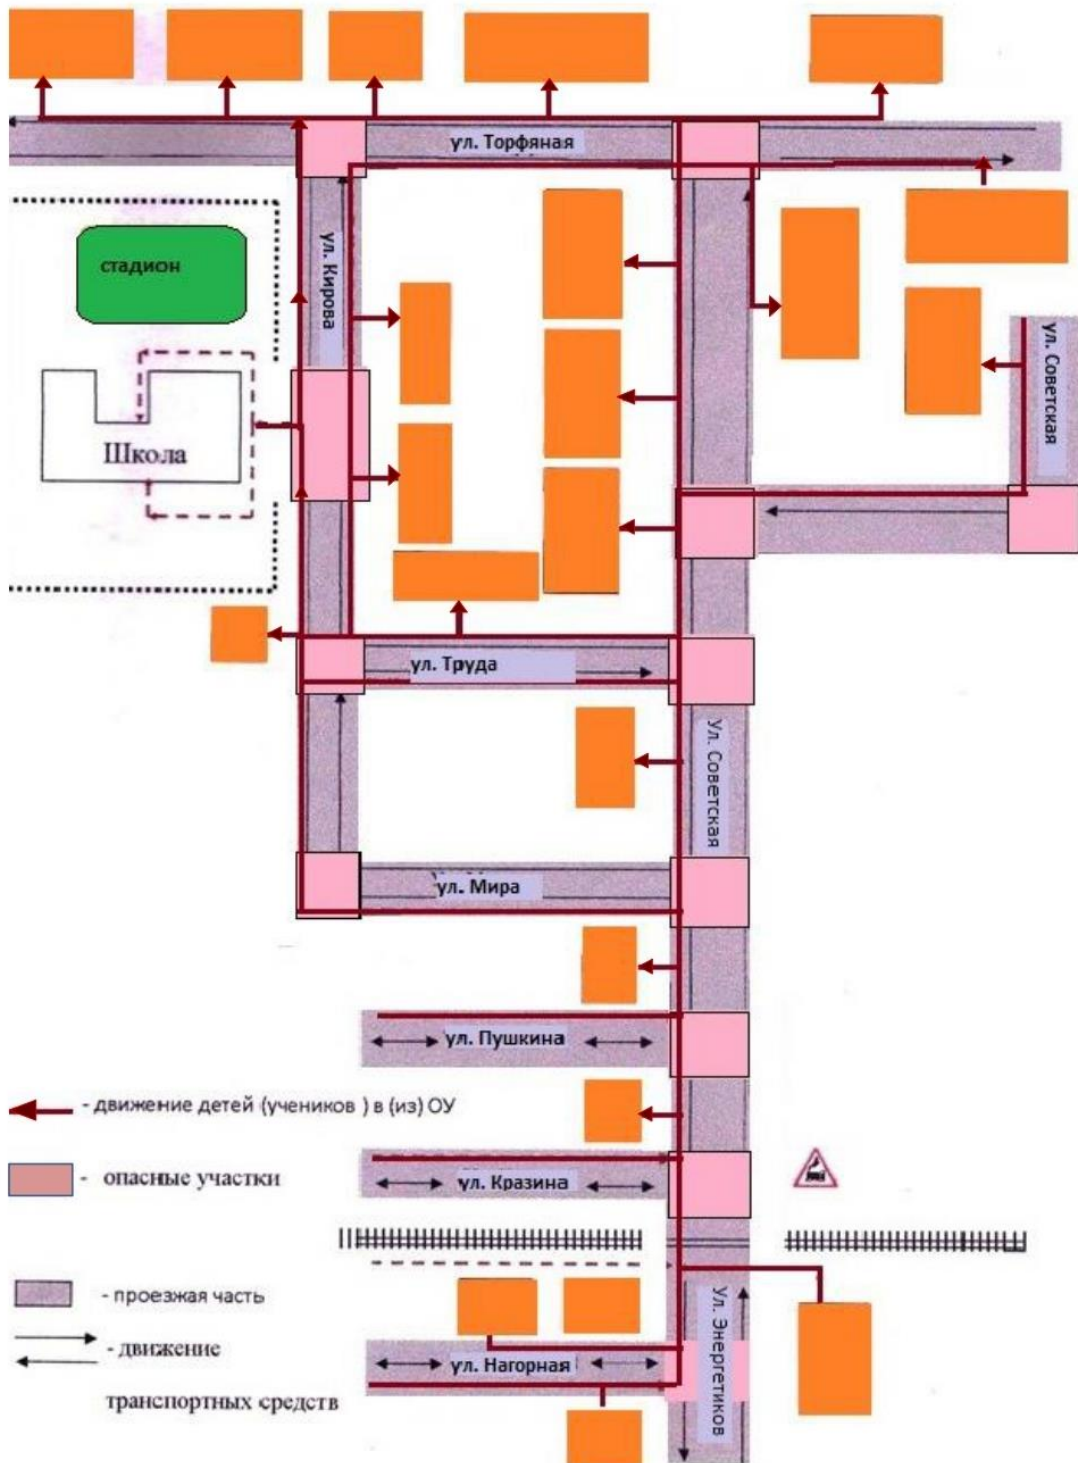 ул. Торфяная
ул. Кирова
стадион
ул. Советская
Школа
ул. Труда
Ул. Советская
ул. Мира
ул. Пушкина
- движение детей (учеников ) в (из) ОУ
- опасные участки
ул. Кразина
- проезжая часть
Ул. Энергетиков
- движение
транспортных средств
ул. Нагорная